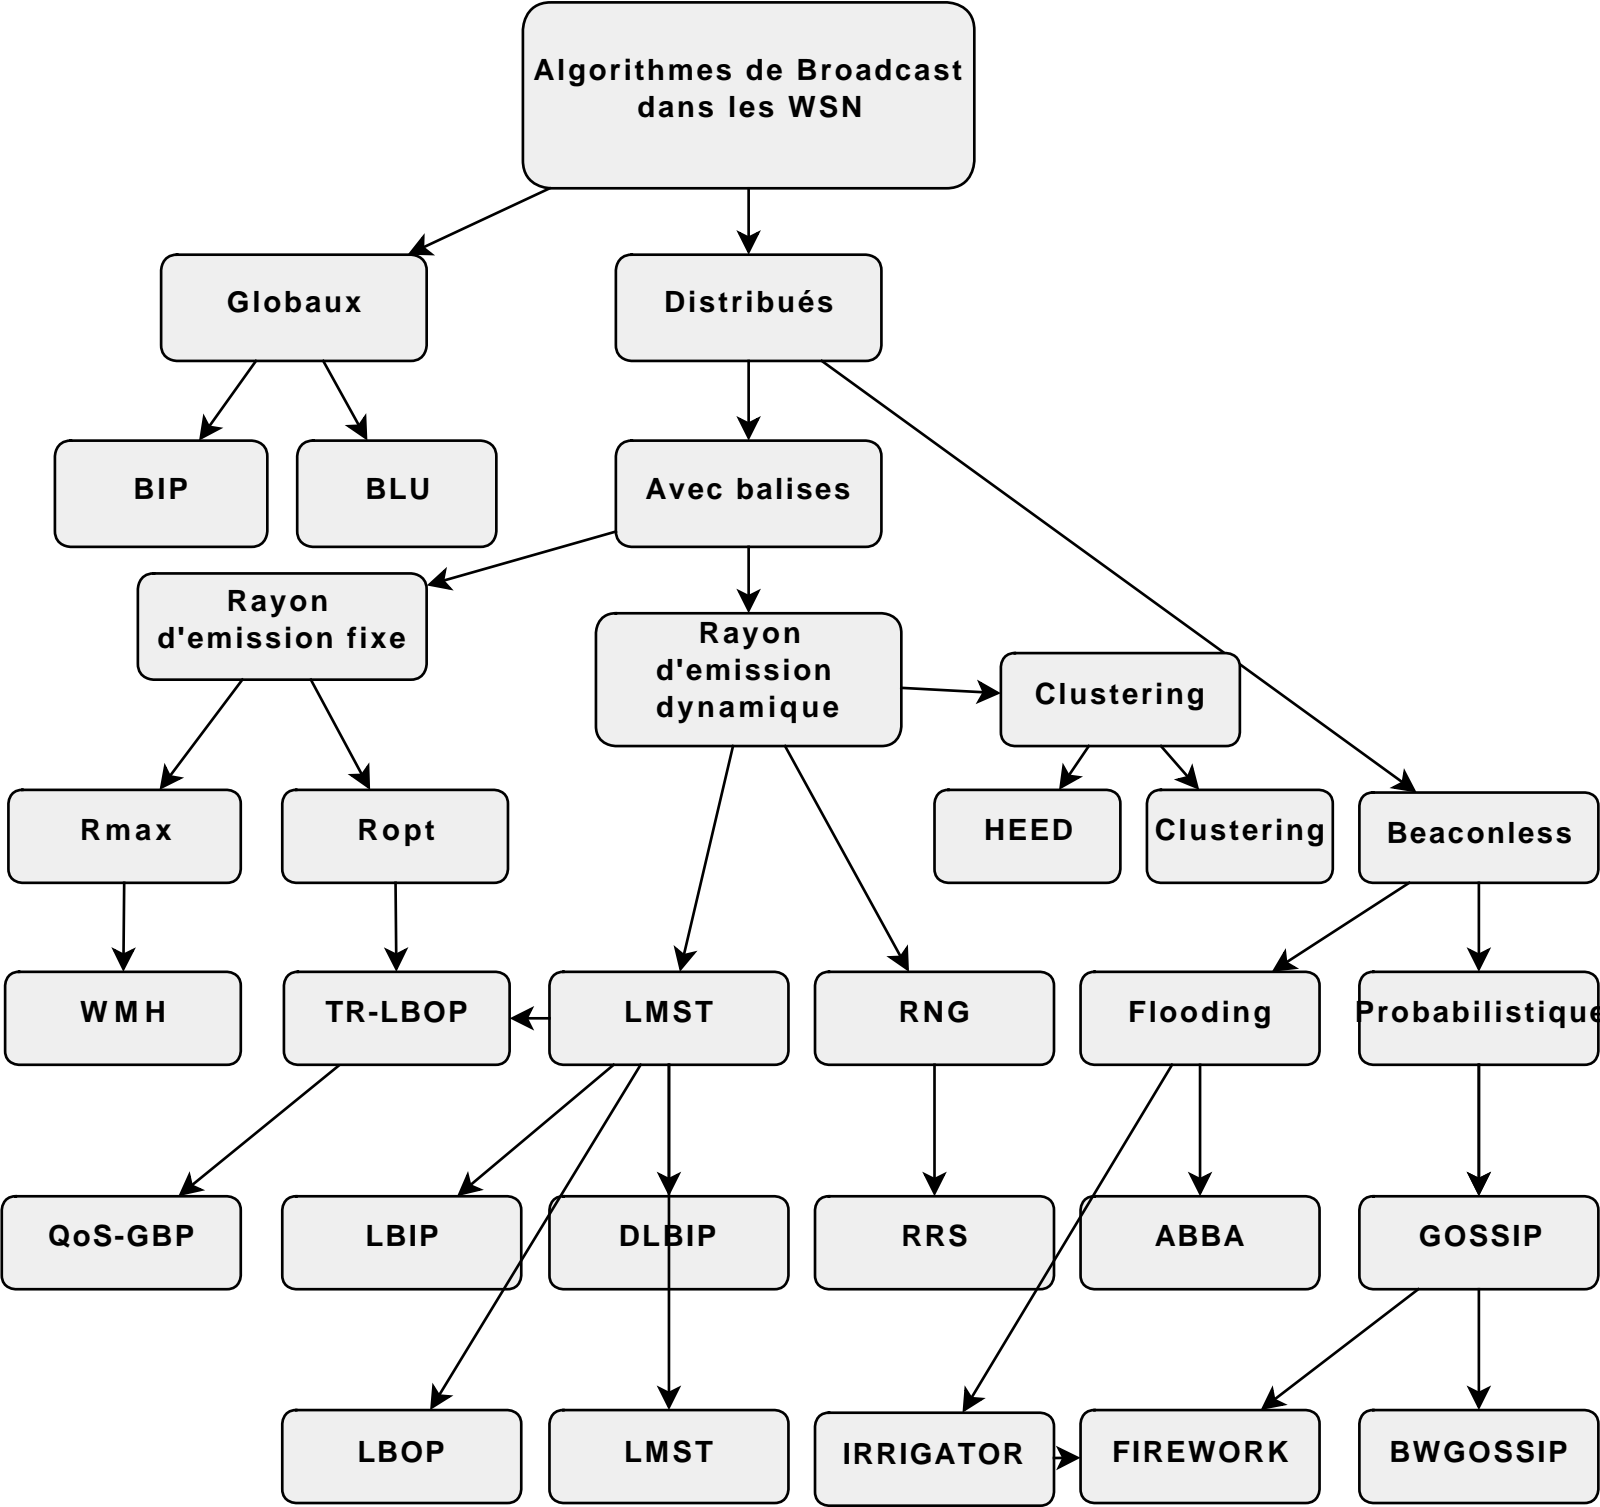 Algorithmes de Broadcast
dans les WSN
Globaux
Distribués
BIP
BLU
Avec balises
Rayon
d'emission fixe
Rayon
d'emission
dynamique
Clustering
Rmax
Ropt
HEED
Clustering
Beaconless
WMH
TR-LBOP
LMST
RNG
Flooding
Probabilistique
QoS-GBP
LBIP
DLBIP
RRS
ABBA
GOSSIP
LBOP
LMST
IRRIGATOR
FIREWORK
BWGOSSIP